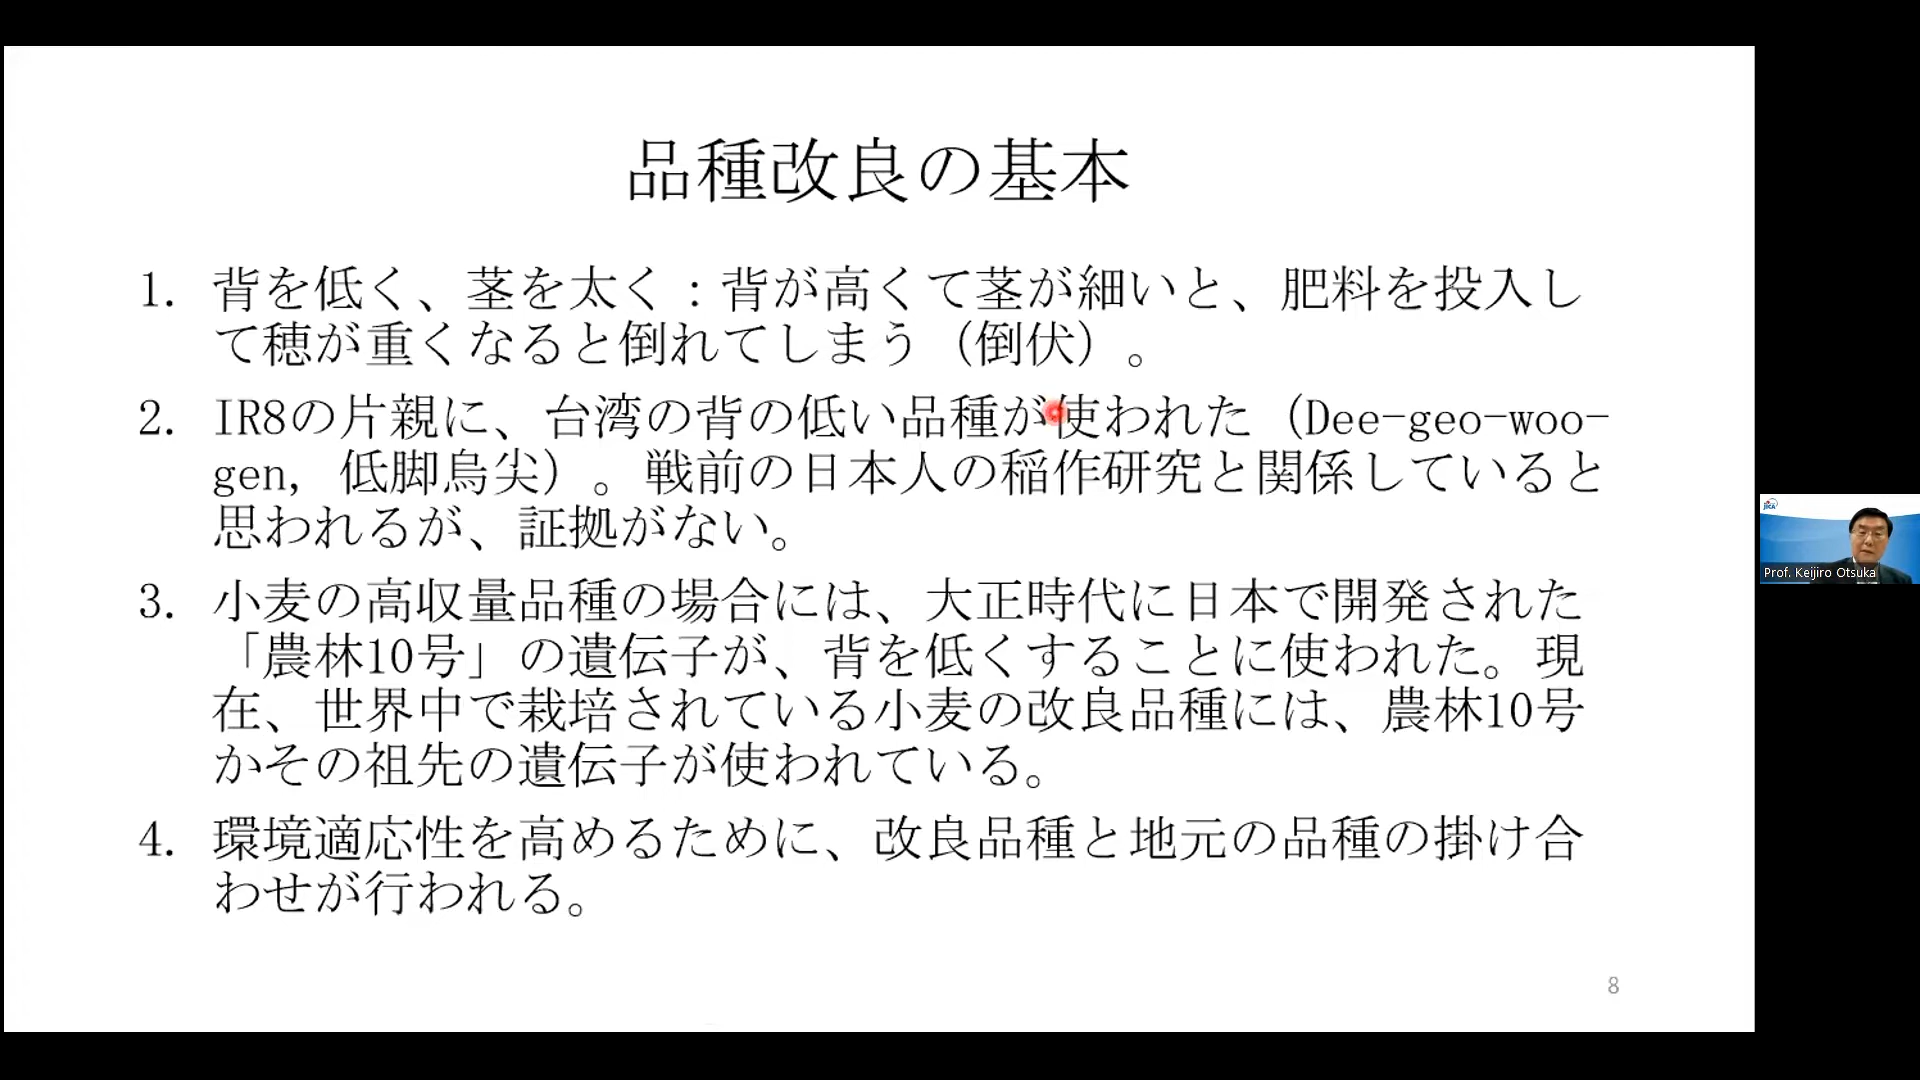 品種改良の基本
1. 背を低く、茎を太く：背が高くて茎が細いと、肥料を投入し
て穂が重くなると倒れてしまう（倒伏）。
2. IR8の片親に、台湾の背の低い品種が使われた（Dee-geo-woo-
gen, 低脚烏尖）。戦前の日本人の稲作研究と関係していると
思われるが、証拠がない。
3. 小麦の高収量品種の場合には、大正時代に日本で開発された
「農林10号」の遺伝子が、背を低くすることに使われた。現
在、世界中で栽培されている小麦の改良品種には、農林10号
かその祖先の遺伝子が使われている。
4. 環境適応性を高めるために、改良品種と地元の品種の掛け合
わせが行われる。
8
JICA
Prof. Keijiro Otsuka